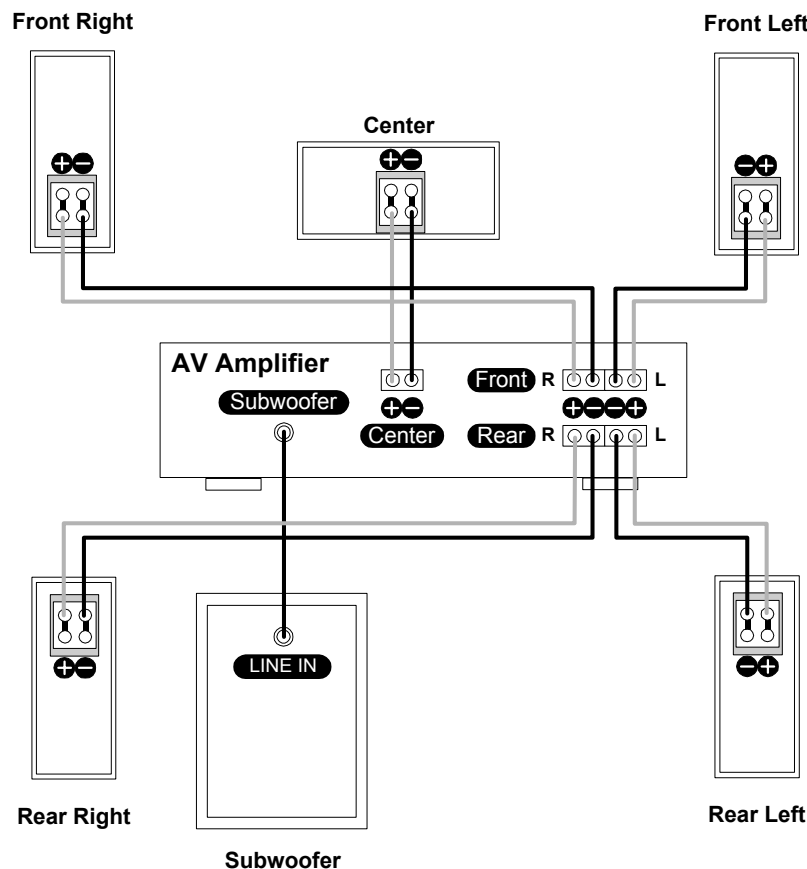 Front Right
Front Left
Center
AV Amplifier
Subwoofer
Center
Front R L
Rear R L
LINE IN
Rear Right
Rear Left
Subwoofer